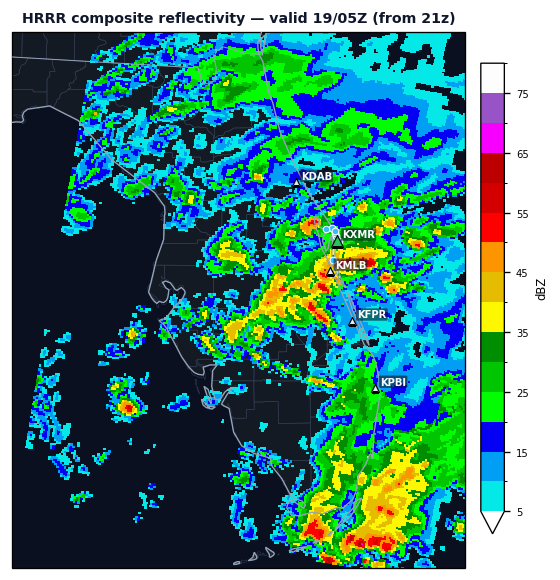 HRRR composite reflectivity — valid 19/05Z (from 21z)
KDAB
KXMR
KMLB
KFPR
KPBI
75
65
55
45
35
25
15
5
dBZ